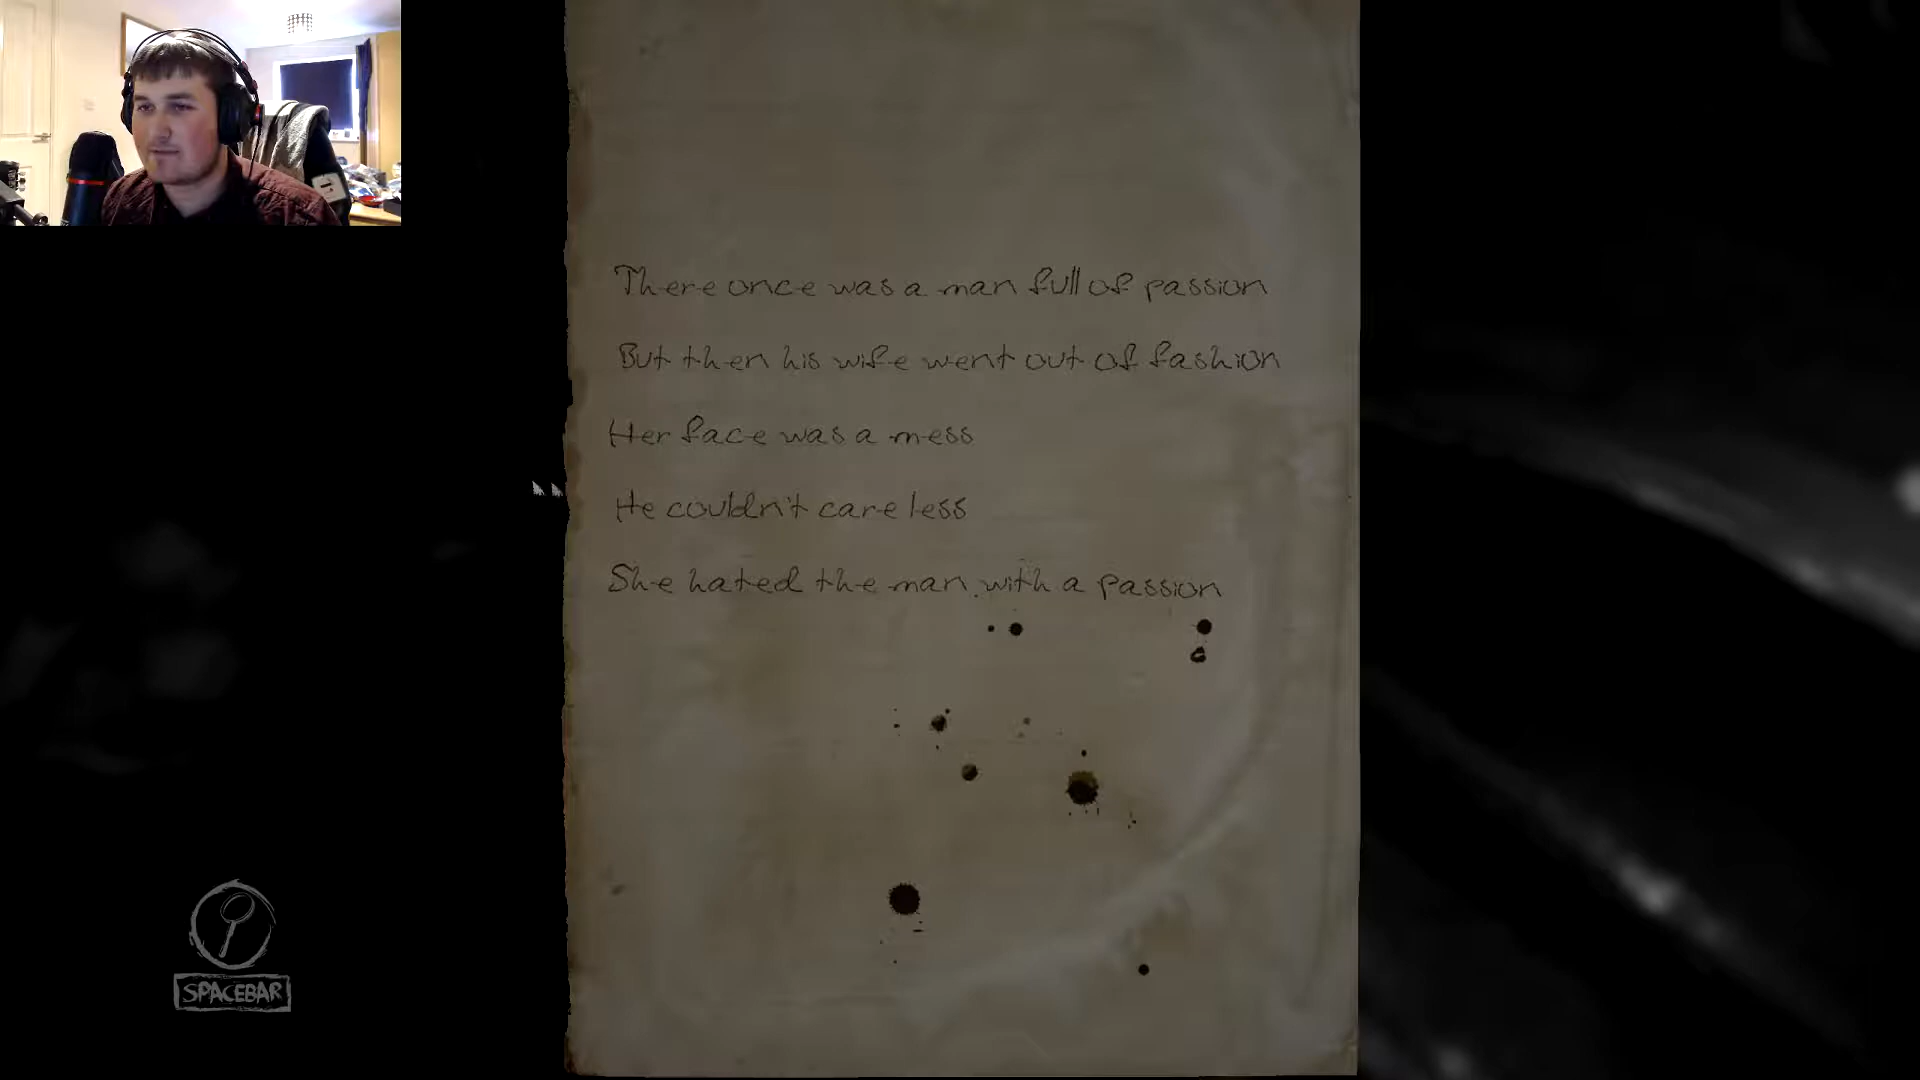 There once was a man full of passion
But then his wife went out of fashion
Her face was a mess
He couldn't care less
She hated the man with a passion
SPACEBAR